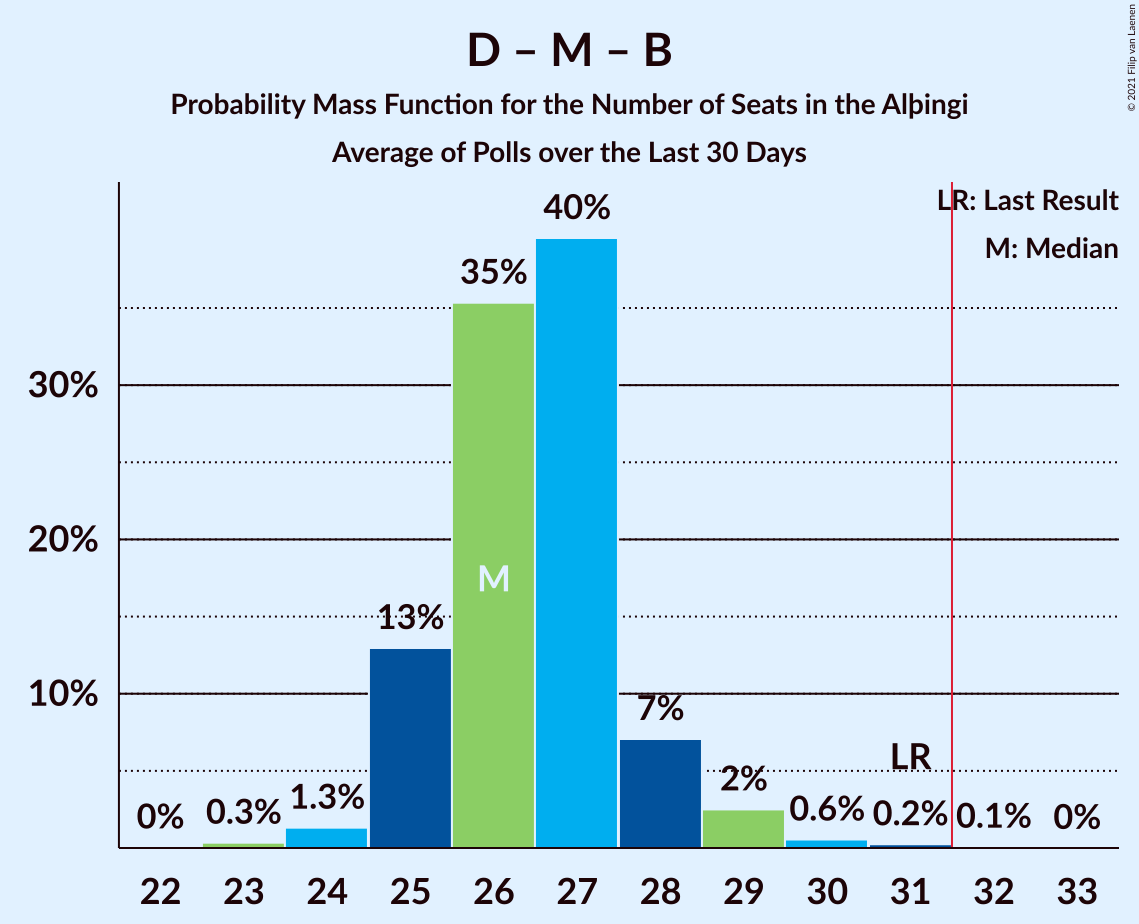 D – M – B
Probability Mass Function for the Number of Seats in the Alþingi
Average of Polls over the Last 30 Days
© 2021 Filip van Laenen
LR: Last Result
M: Median
30%
20%
10%
0%
0.3%
1.3%
13%
35%
40%
7%
2%
0.6%
0.2%
0.1%
0%
M
LR
22 23 24 25 26 27 28 29 30 31 32 33